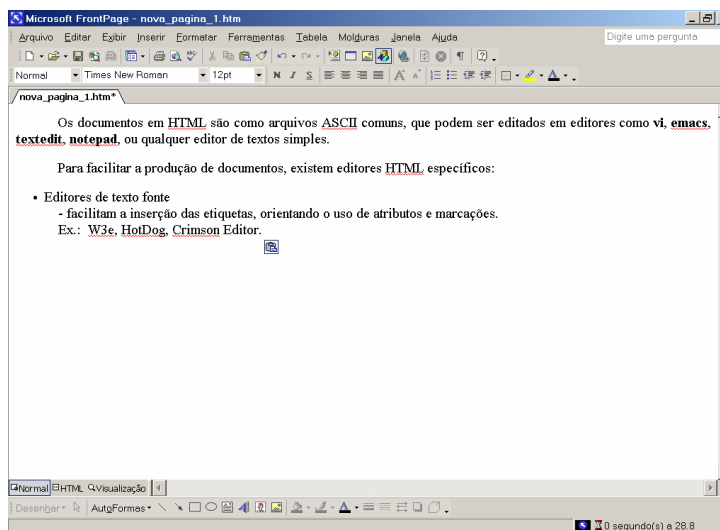 Microsoft FrontPage - nova_pagina_1.htm
Arquivo Editar Exibir Inserir Formatar Ferramentas Tabela Molduras Janela Ajuda Digite uma pergunta
Normal Times New Roman 12pt N I S
nova_pagina_1.htm*
Os documentos em HTML são como arquivos ASCII comuns, que podem ser editados em editores como vi, emacs,
textedit, notepad, ou qualquer editor de textos simples.
Para facilitar a produção de documentos, existem editores HTML específicos:
• Editores de texto fonte
- facilitam a inserção das etiquetas, orientando o uso de atributos e marcações.
Ex.: W3e, HotDog, Crimson Editor.
Normal HTML Visualização
Desenhar AutoFormas
0 segundo(s) a 28.8